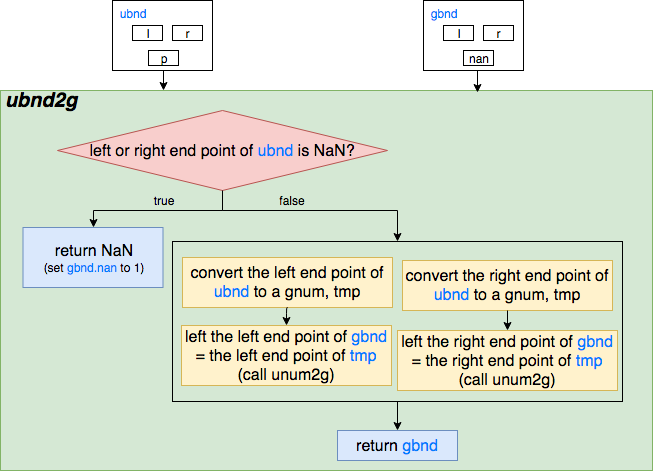 ubnd
l r
p
gbnd
l r
nan
ubnd2g
left or right end point of ubnd is NaN?
true
false
return NaN
(set gbnd.nan to 1)
convert the left end point of
ubnd to a gnum, tmp
left the left end point of gbnd
= the left end point of tmp
(call unum2g)
convert the right end point of
ubnd to a gnum, tmp
left the right end point of gbnd
= the right end point of tmp
(call unum2g)
return gbnd